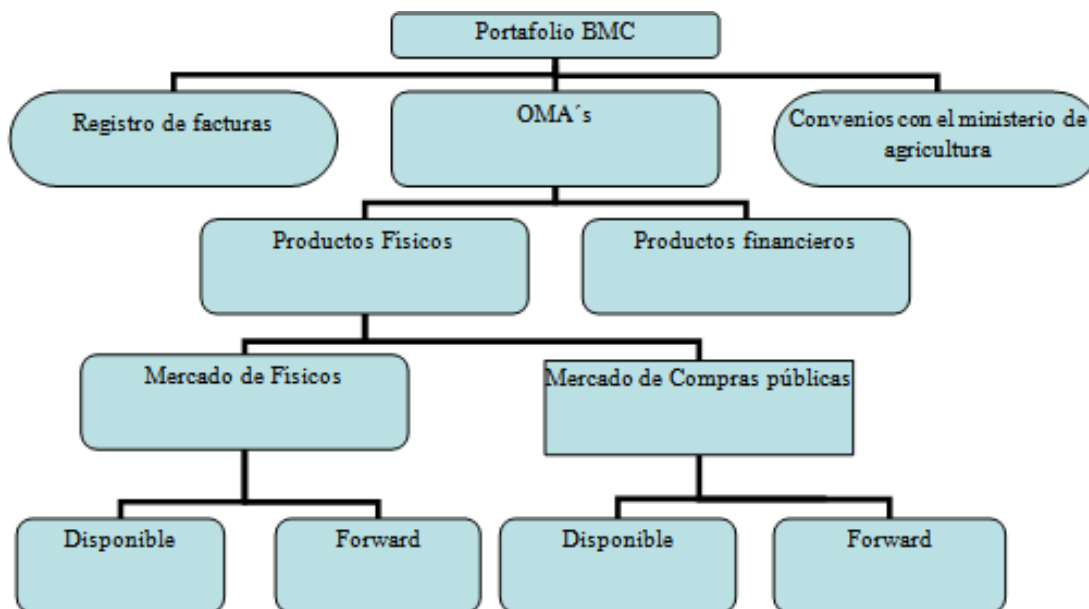 Portafolio BMC
Registro de facturas
OMA´s
Convenios con el ministerio de
agricultura
Productos Físicos
Productos financieros
Mercado de Físicos
Mercado de Compras públicas
Disponible
Forward
Disponible
Forward